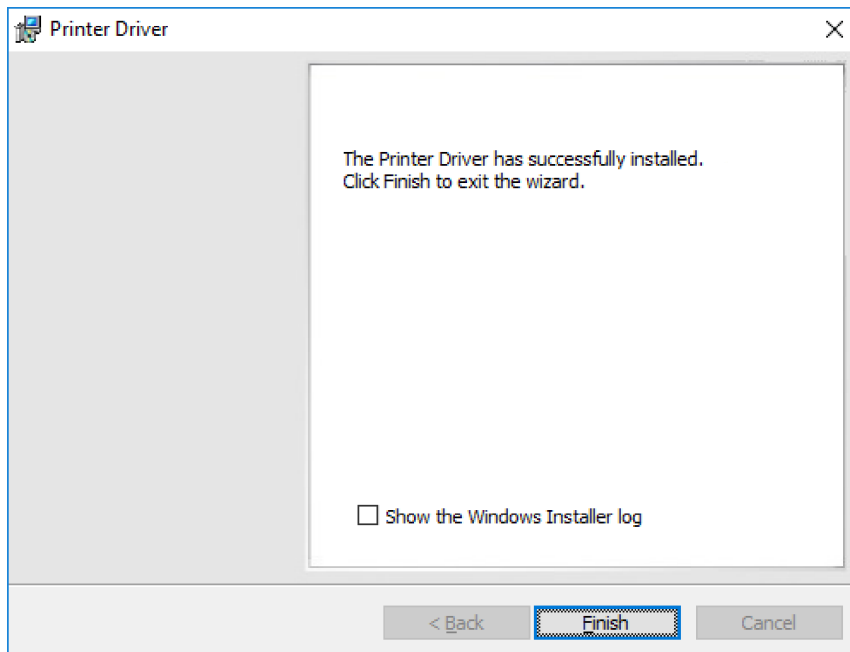 Printer Driver
The Printer Driver has successfully installed.
Click Finish to exit the wizard.
Show the Windows Installer log
< Back
Finish
Cancel